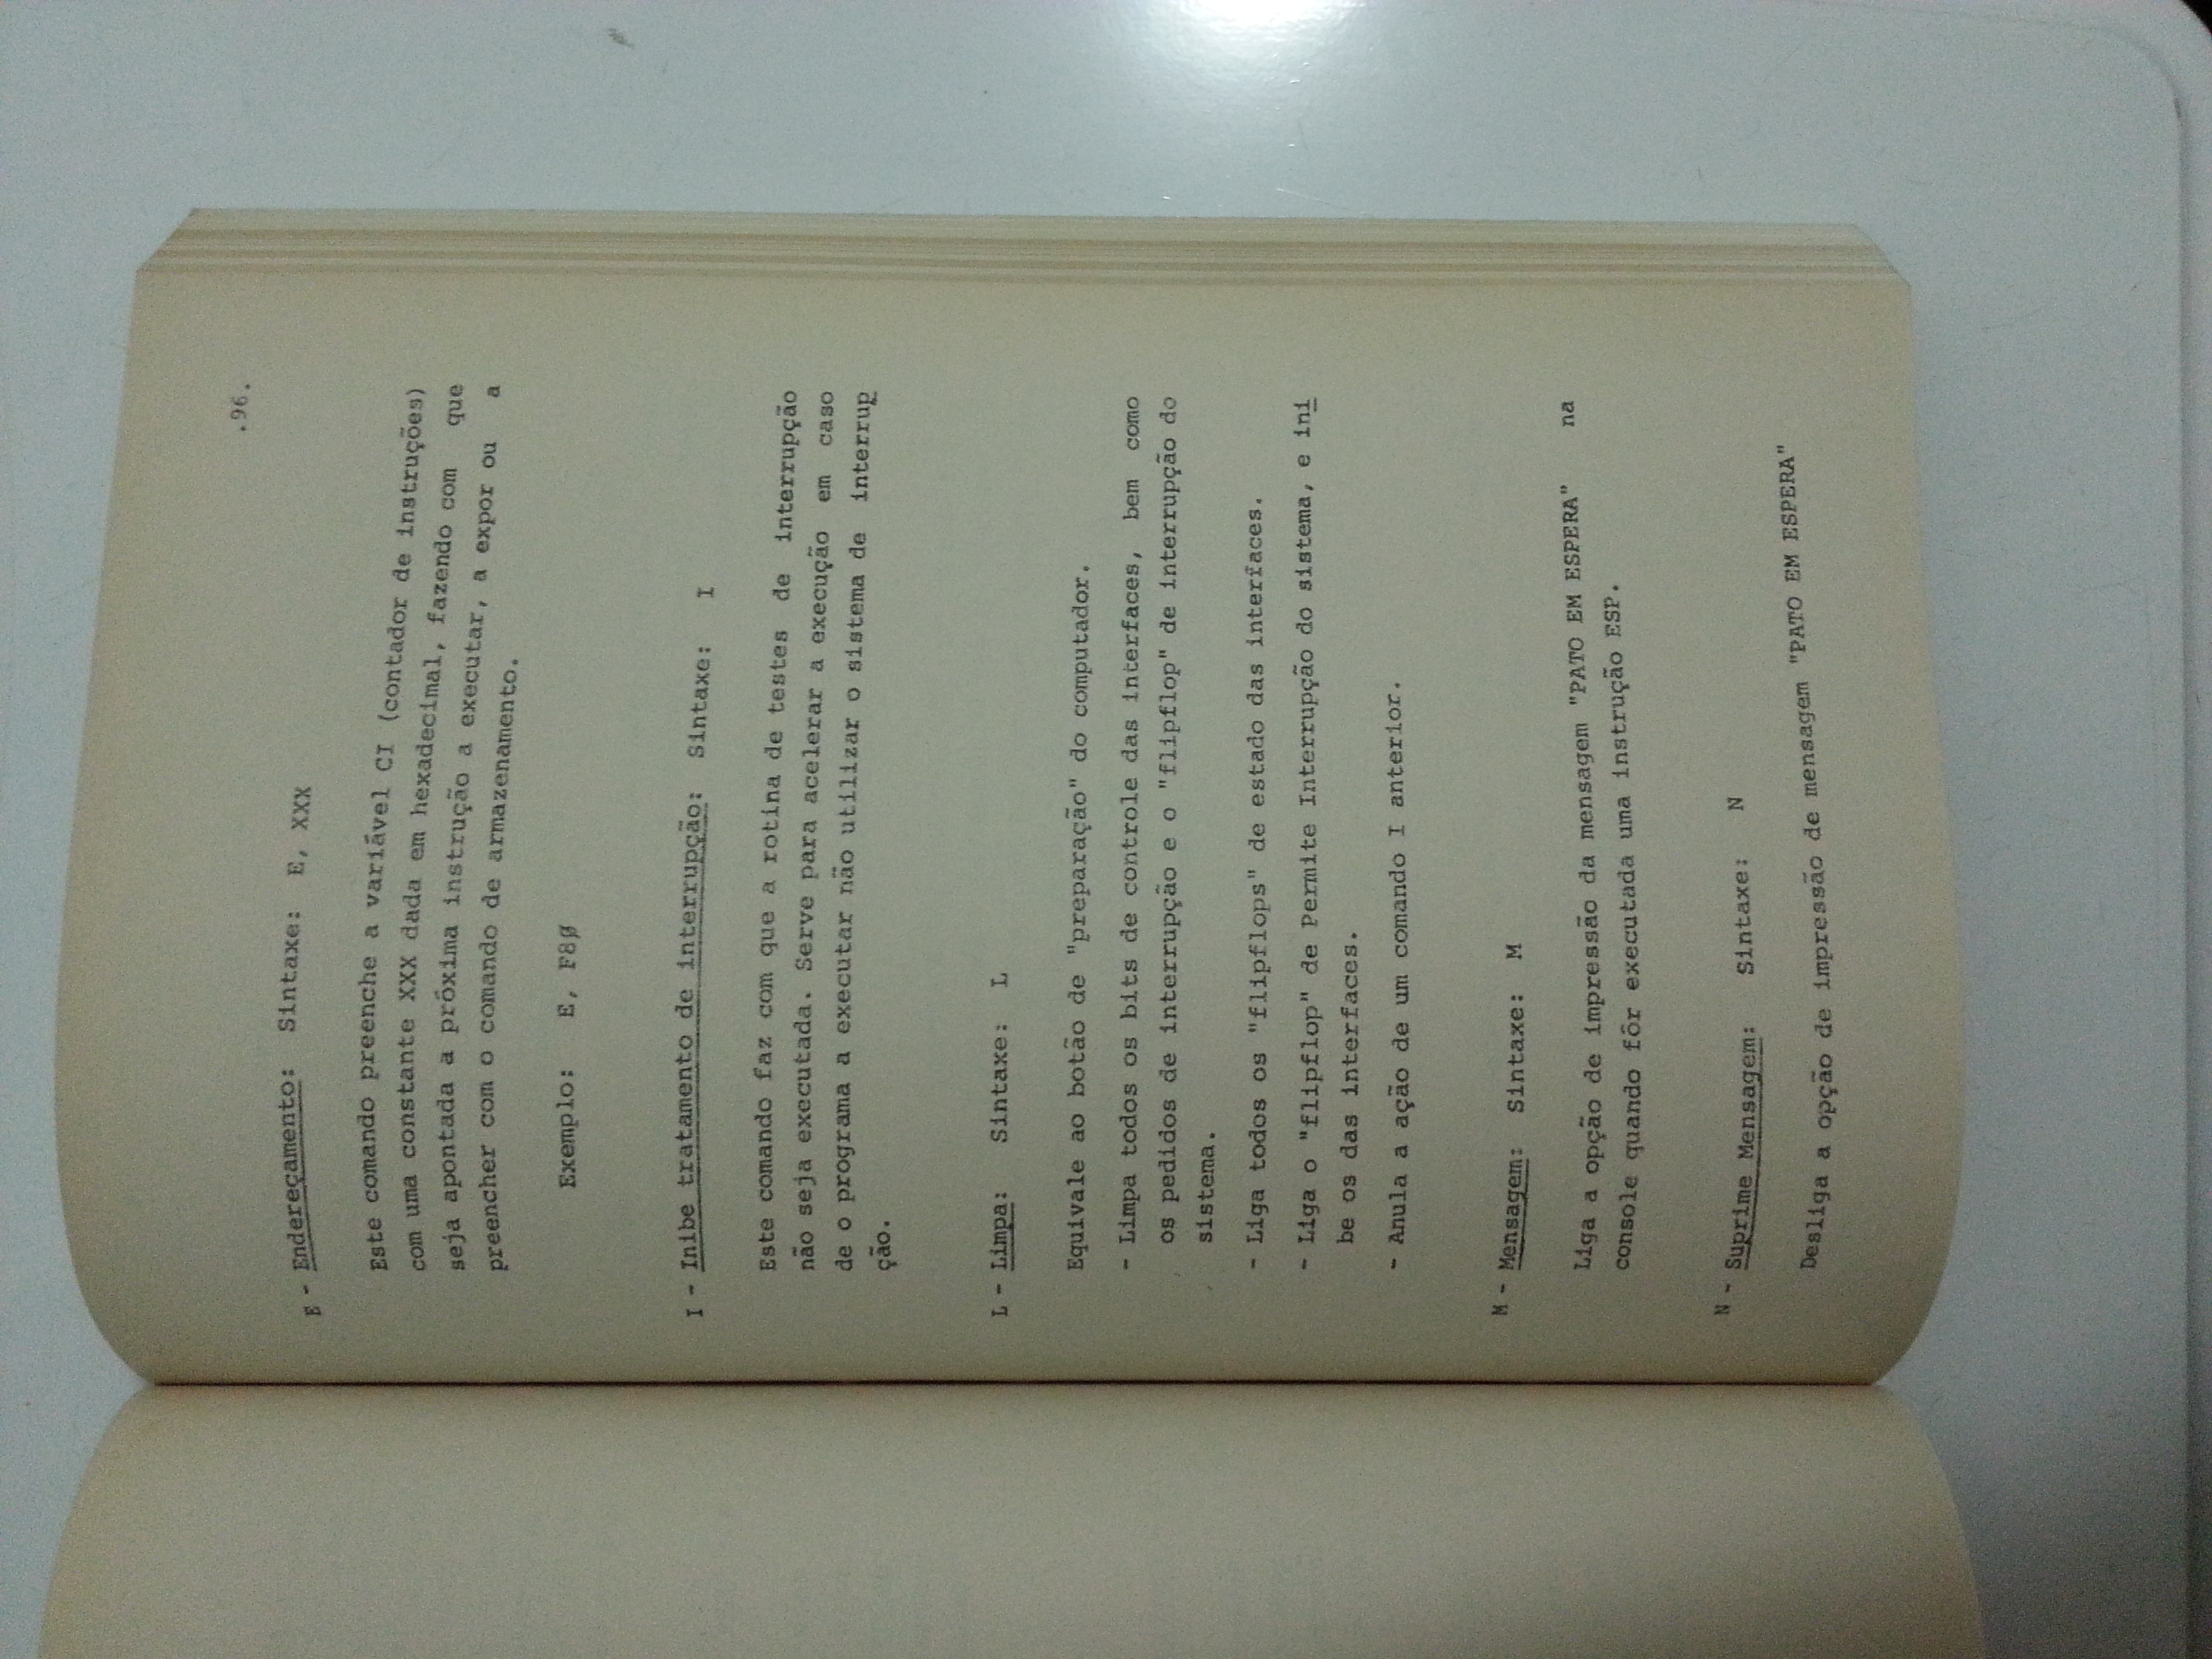 .96.
E - Endereçamento: Sintaxe: E, XXX
Este comando preenche a variável CI (contador de instruções)
com uma constante XXX dada em hexadecimal, fazendo com que
seja apontada a próxima instrução a executar, a expor ou a
preencher com o comando de armazenamento.
Exemplo: E, F8Ø
I - Inibe tratamento de interrupção: Sintaxe: I
Este comando faz com que a rotina de testes de interrupção
não seja executada. Serve para acelerar a execução em caso
de o programa a executar não utilizar o sistema de interrup
ção.
L - Limpa: Sintaxe: L
Equivale ao botão de "preparação" do computador.
- Limpa todos os bits de controle das interfaces, bem como
os pedidos de interrupção e o "flipflop" de interrupção do
sistema.
- Liga todos os "flipflops" de estado das interfaces.
- Liga o "flipflop" de Permite Interrupção do sistema, e ini
be os das interfaces.
- Anula a ação de um comando I anterior.
M - Mensagem: Sintaxe: M
Liga a opção de impressão da mensagem "PATO EM ESPERA" na
console quando fôr executada uma instrução ESP.
N - Suprime Mensagem: Sintaxe: N
Desliga a opção de impressão de mensagem "PATO EM ESPERA"